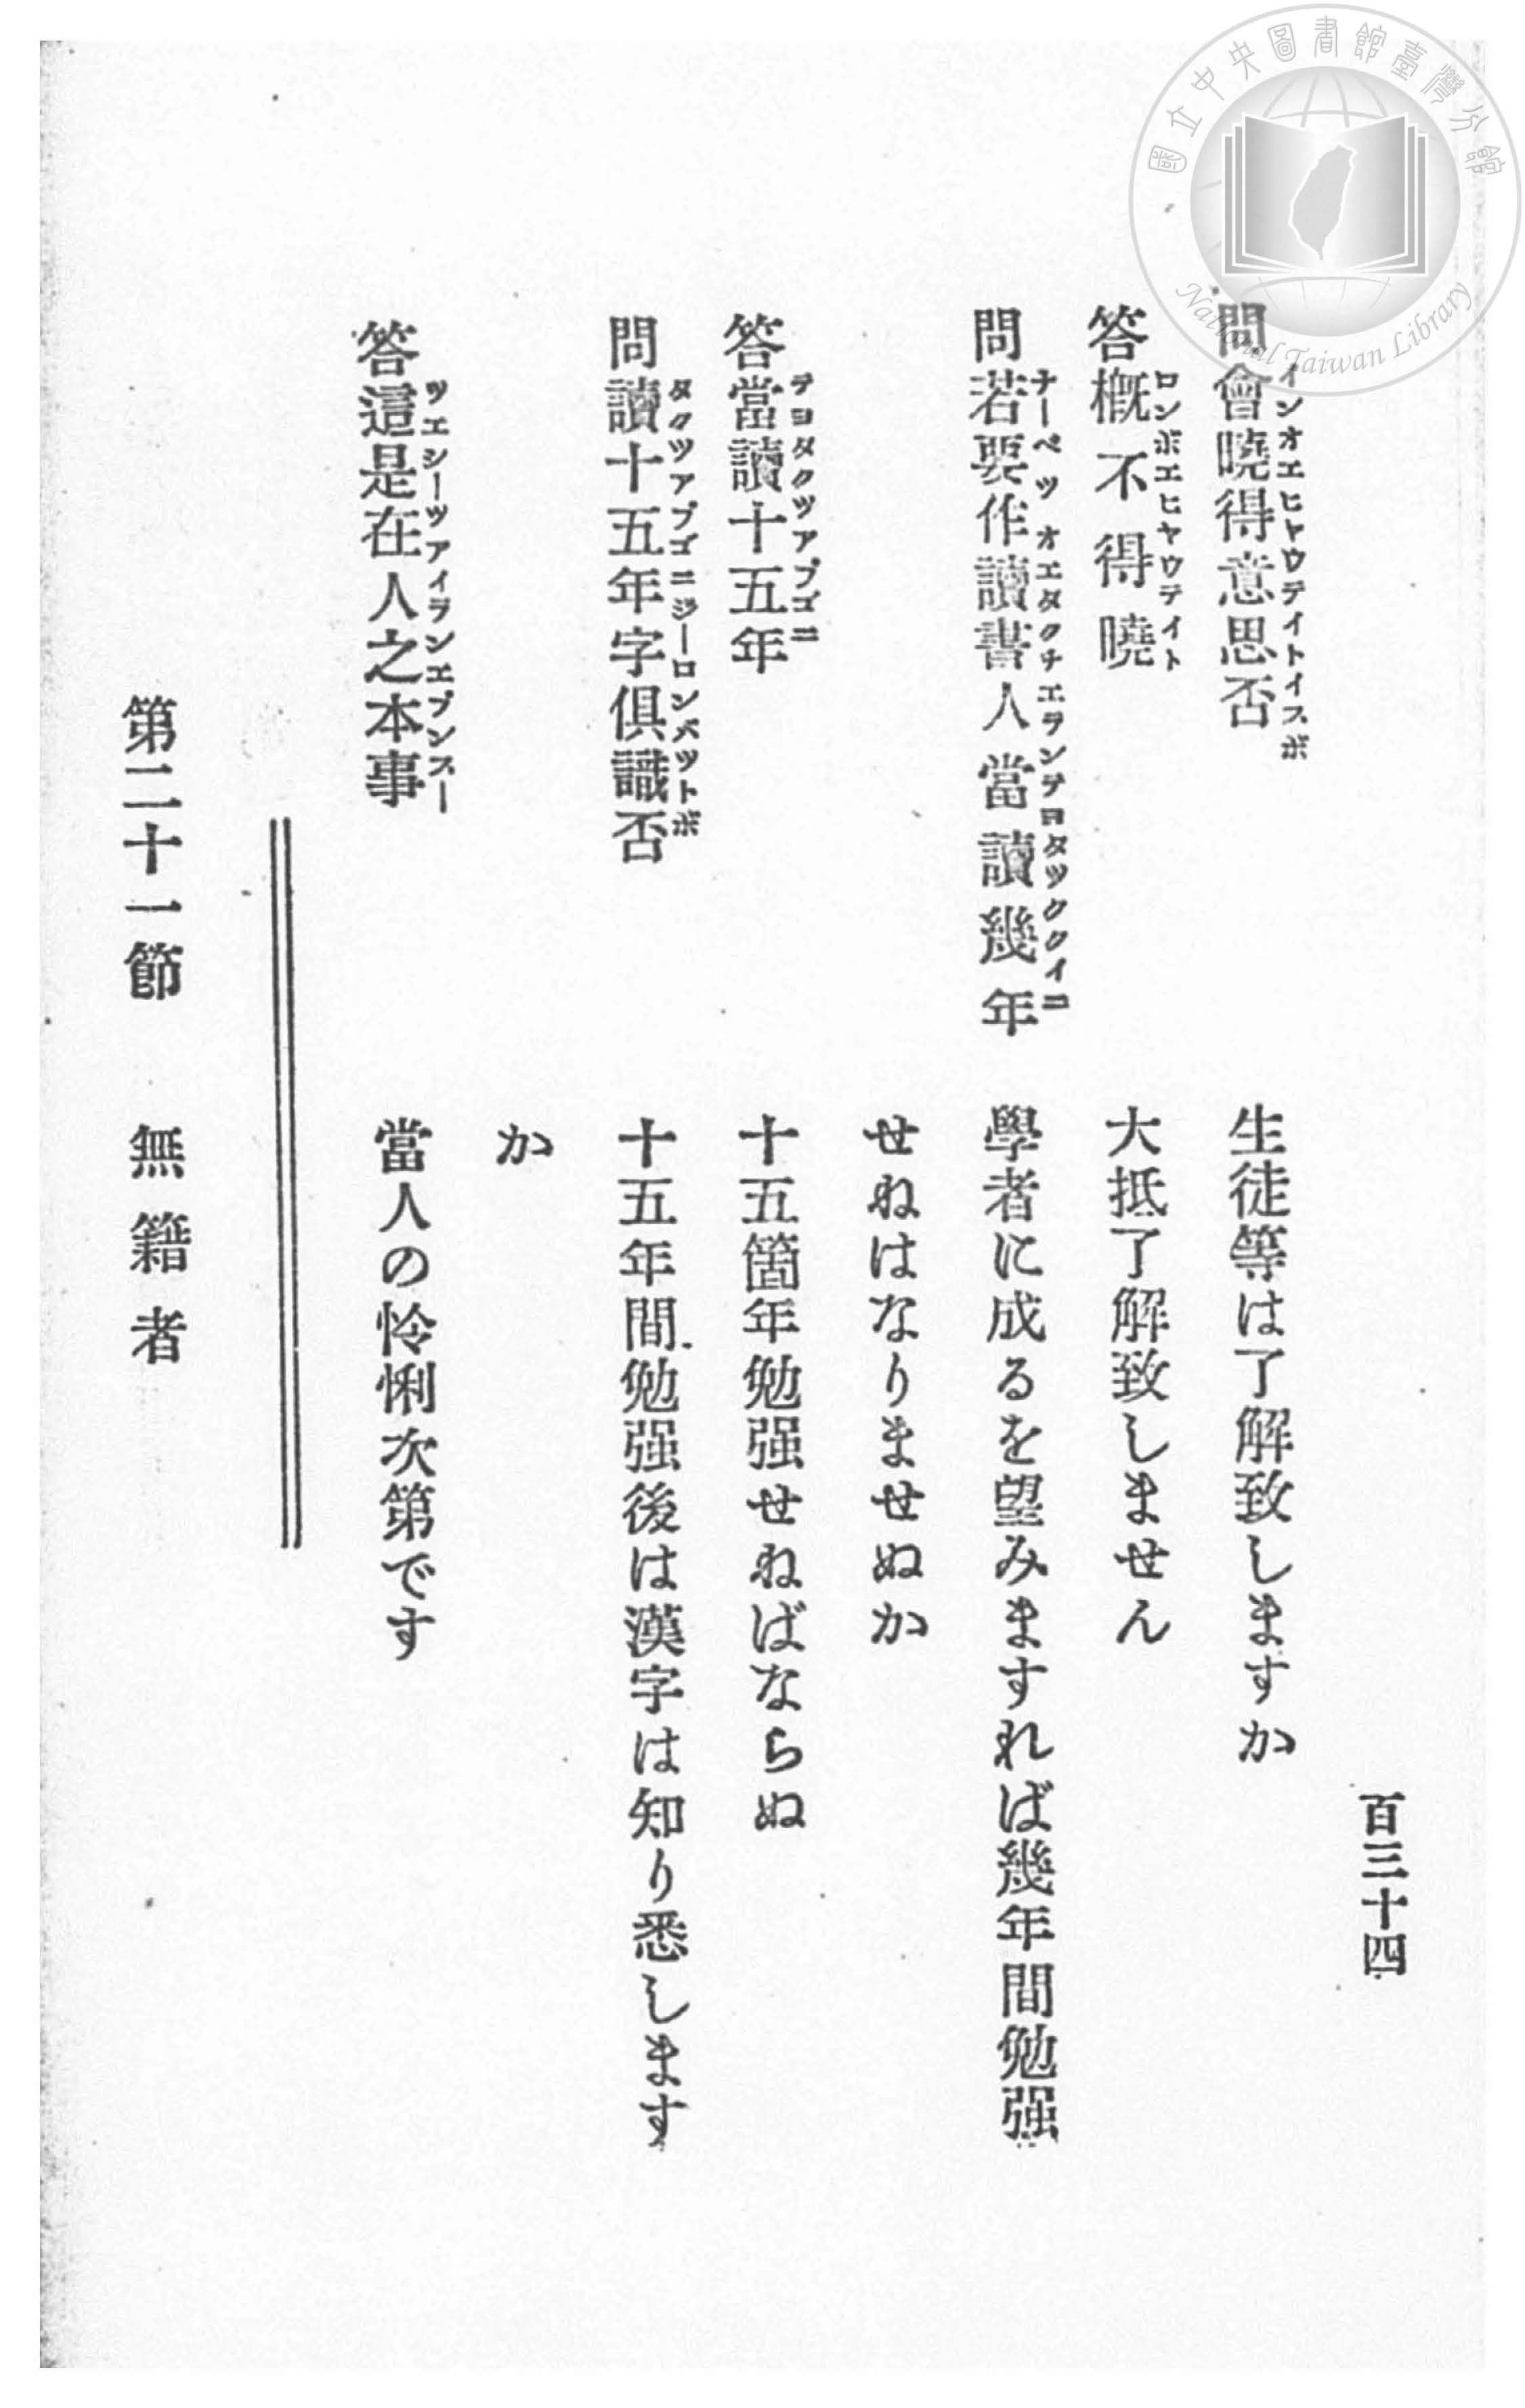 國立中央圖書館臺灣分館
National Taiwan Library
百三十四
問會曉得意思否
インオエヒヤウテイトイスボ
生徒等は了解致しますか
答概不得曉
ロンボエヒヤウテイト
大抵了解致しません
問若要作讀書人當讀幾年
ナーベツオエタクチエランテヨタツククイニ
學者に成るを望みますれば幾年間勉强
せねはなりませぬか
答當讀十五年
テヨタクツアプゴニ
十五箇年勉强せねばならぬ
問讀十五年字俱識否
タクツアプゴニジーロンバツトボ
十五年間勉强後は漢字は知り悉します
か
答這是在人之本事
ツエシーツアイランエプンスー
當人の怜悧次第です
第二十一節 無籍者